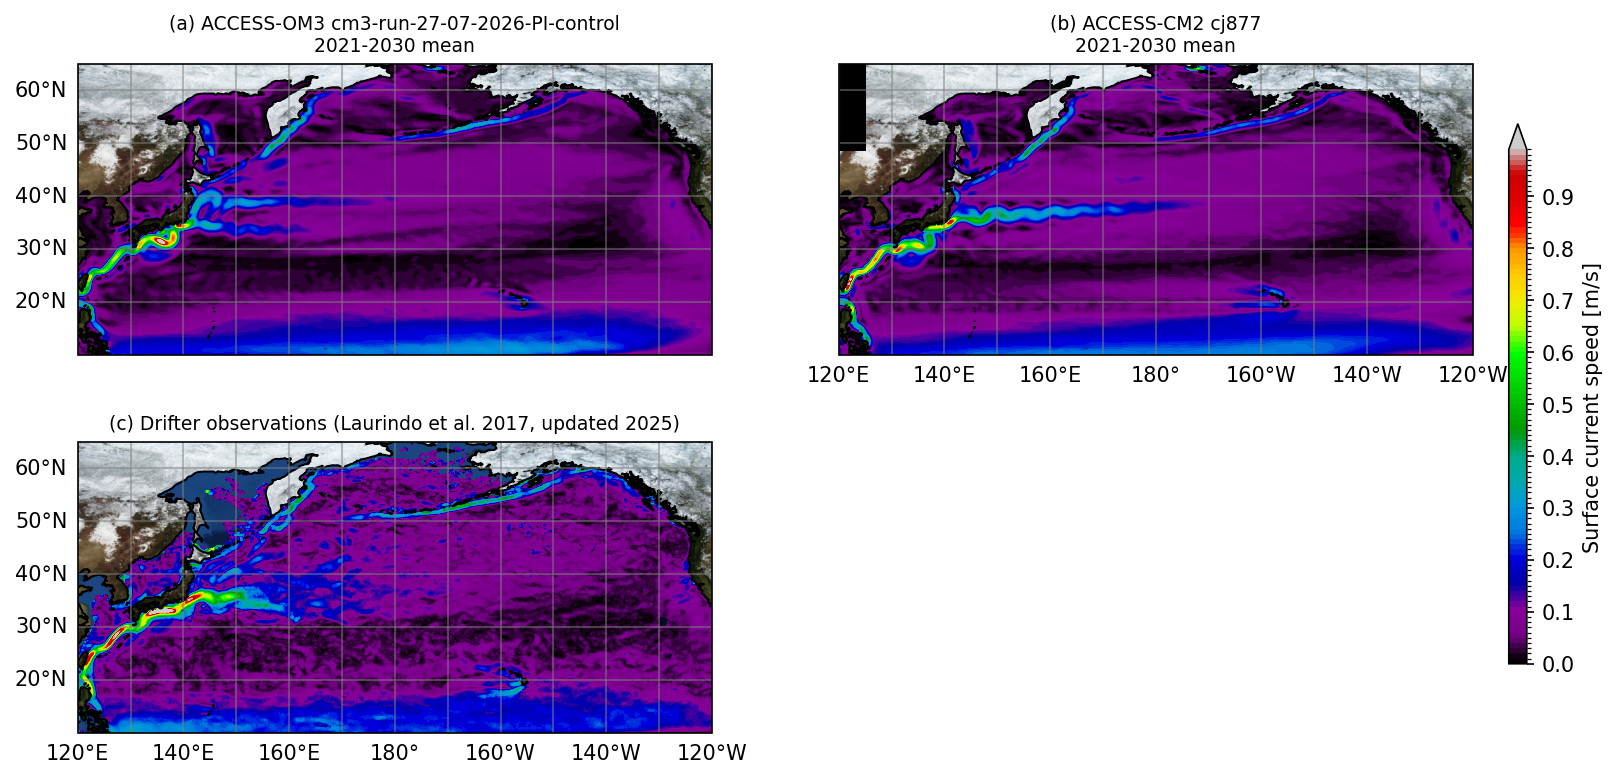 (a) ACCESS-OM3 cm3-run-27-07-2026-PI-control
2021-2030 mean
60°N
50°N
40°N
30°N
20°N
(b) ACCESS-CM2 cj877
2021-2030 mean
120°E 140°E 160°E 180° 160°W 140°W 120°W
(c) Drifter observations (Laurindo et al. 2017, updated 2025)
60°N
50°N
40°N
30°N
20°N
120°E 140°E 160°E 180° 160°W 140°W 120°W
0.9
0.8
0.7
0.6
0.5
0.4
0.3
0.2
0.1
0.0
Surface current speed [m/s]